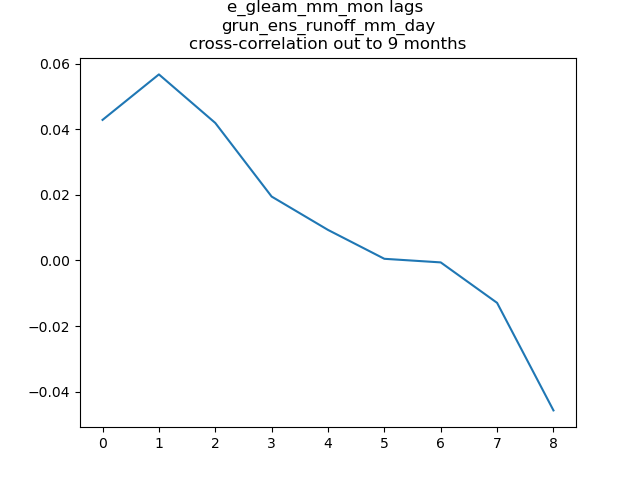 e_gleam_mm_mon lags
grun_ens_runoff_mm_day
cross-correlation out to 9 months
0.06
0.04
0.02
0.00
−0.02
−0.04
0 1 2 3 4 5 6 7 8